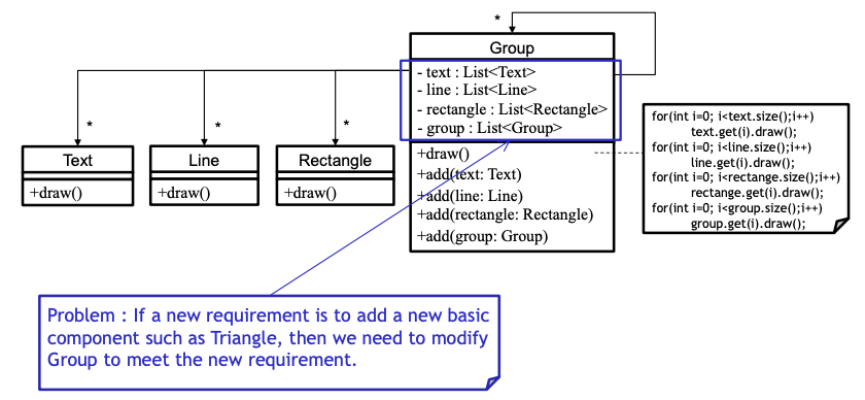 *
Group
- text : List<Text>
- line : List<Line>
- rectangle : List<Rectangle>
- group : List<Group>
+draw()
+add(text: Text)
+add(line: Line)
+add(rectangle: Rectangle)
+add(group: Group)
*
*
*
Text
+draw()
Line
+draw()
Rectangle
+draw()
for(int i=0; i<text.size();i++)
text.get(i).draw();
for(int i=0; i<line.size();i++)
line.get(i).draw();
for(int i=0; i<rectange.size();i++)
rectange.get(i).draw();
for(int i=0; i<group.size();i++)
group.get(i).draw();
Problem : If a new requirement is to add a new basic
component such as Triangle, then we need to modify
Group to meet the new requirement.